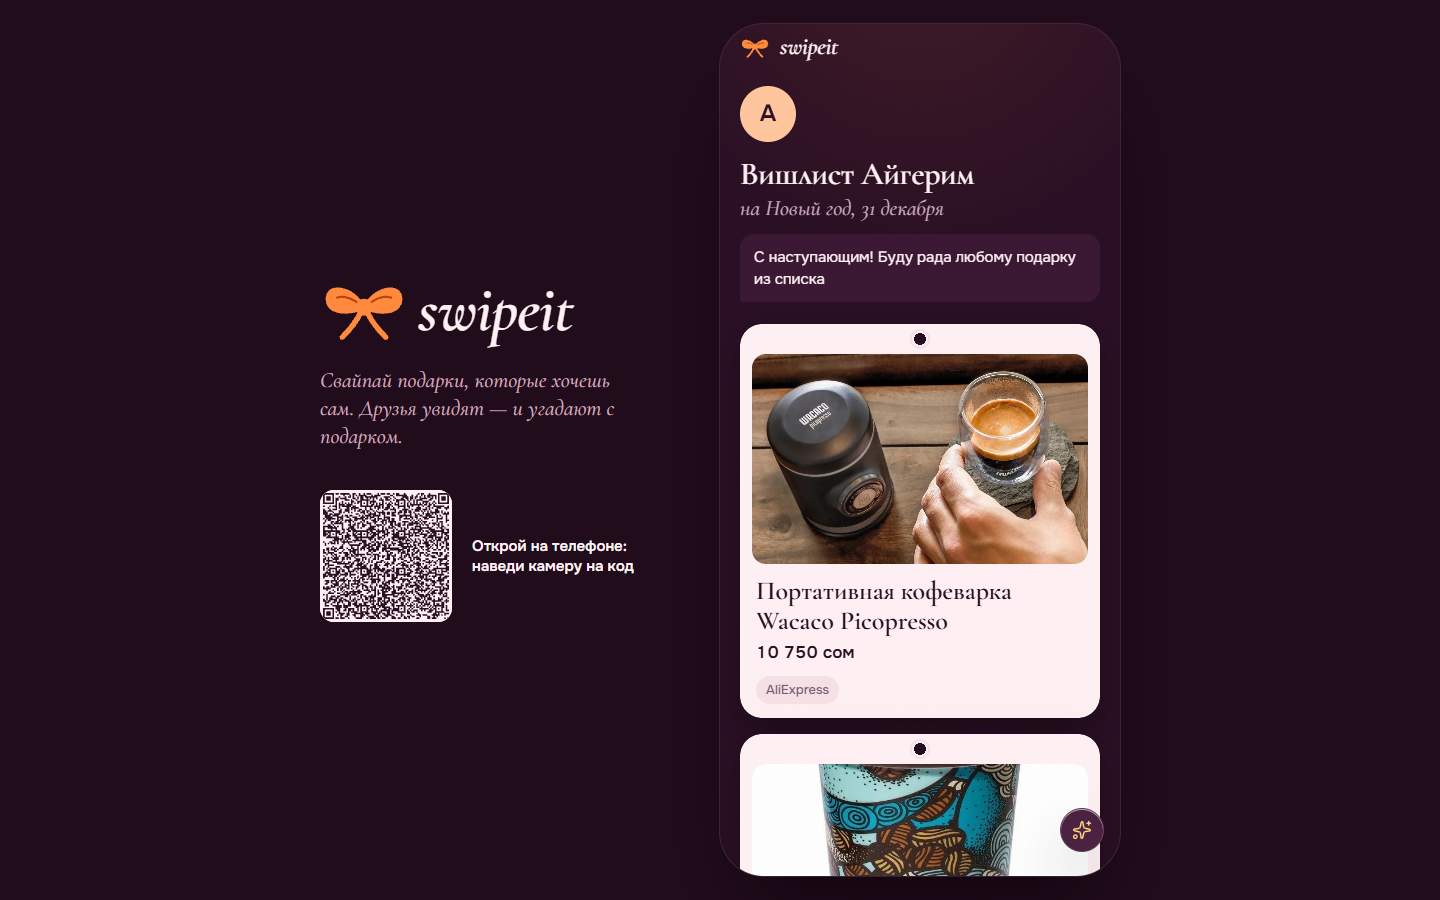 swipeit
Свайпай подарки, которые хочешь
сам. Друзья увидят — и угадают с
подарком.
Открой на телефоне:
наведи камеру на код
swipeit
А
Вишлист Айгерим
на Новый год, 31 декабря
С наступающим! Буду рада любому подарку
из списка
WACACO
picopresso
Портативная кофеварка
Wacaco Picopresso
10 750 сом
AliExpress